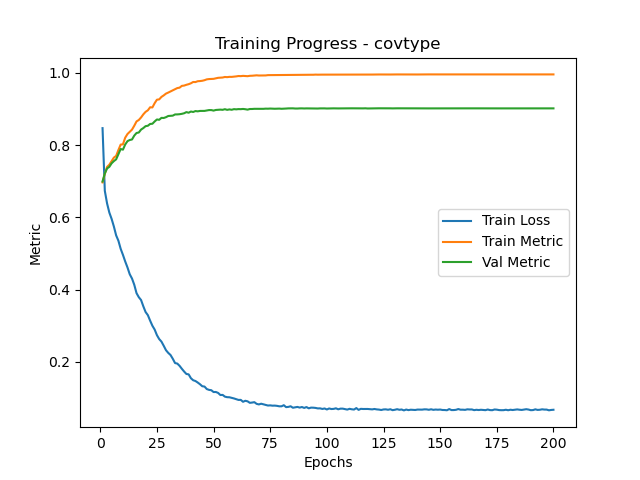 Training Progress - covtype
1.0
0.8
0.6
0.4
0.2
Metric
Train Loss
Train Metric
Val Metric
0 25 50 75 100 125 150 175 200
Epochs